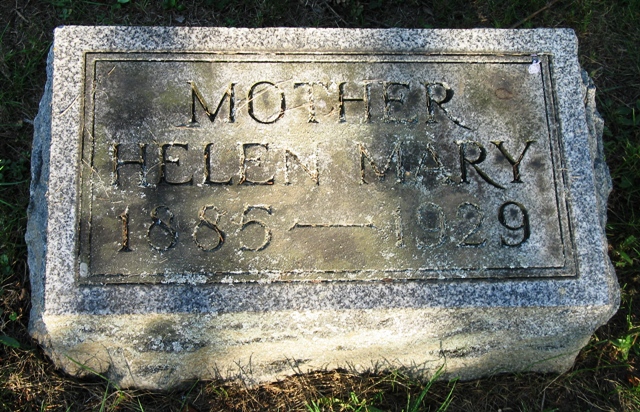 MOTHER
HELEN MARY
1885 — 1929